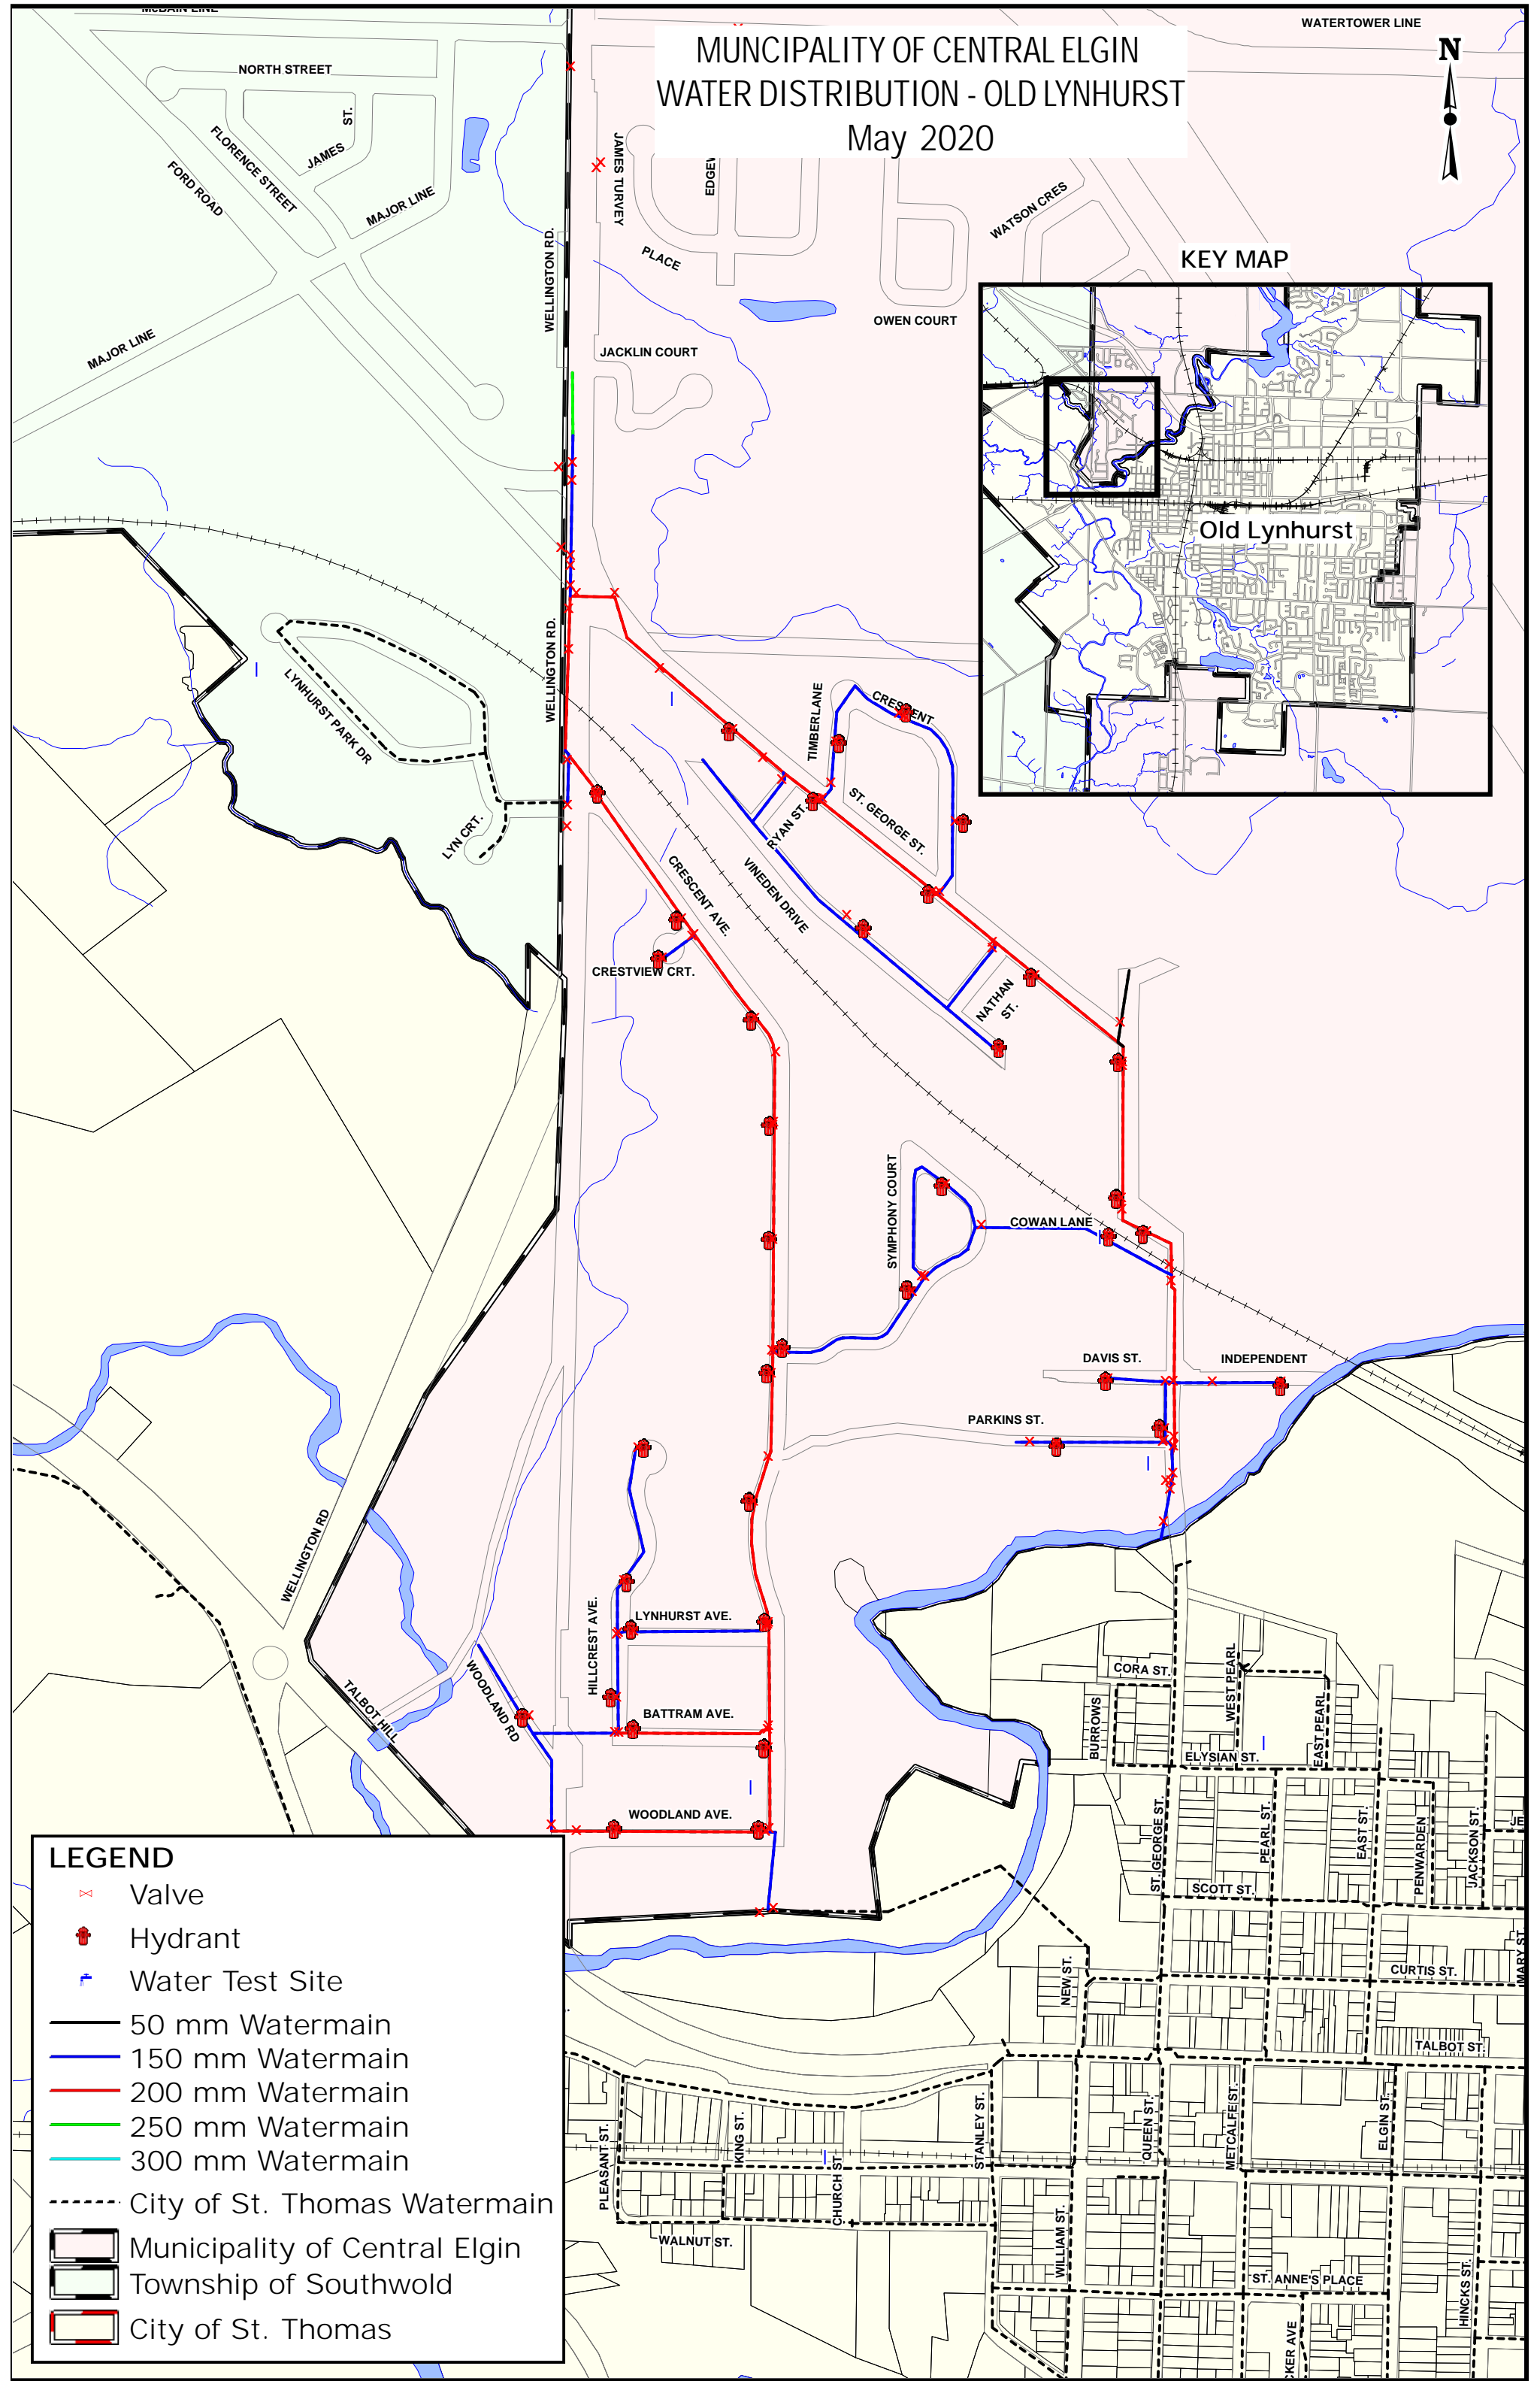 McBAIN LINE
WATERTOWER LINE
MUNCIPALITY OF CENTRAL ELGIN
WATER DISTRIBUTION - OLD LYNHURST
May 2020
N
NORTH STREET
ST.
JAMES
FLORENCE STREET
FORD ROAD
MAJOR LINE
MAJOR LINE
WELLINGTON RD.
JAMES TURVEY
PLACE
WATSON CRES
OWEN COURT
JACKLIN COURT
KEY MAP
Old Lynhurst
WELLINGTON RD.
LYNHURST PARK DR
LYN CRT.
TIMBERLANE
CRESCENT
ST. GEORGE ST.
RYAN ST.
VINEDEN DRIVE
CRESCENT AVE.
CRESTVIEW CRT.
NATHAN
ST.
SYMPHONY COURT
COWAN LANE
DAVIS ST.
INDEPENDENT
PARKINS ST.
WELLINGTON RD
HILLCREST AVE.
LYNHURST AVE.
BATTRAM AVE.
WOODLAND RD
WOODLAND AVE.
TALBOT HILL
CORA ST.
BURROWS
WEST PEARL
EAST PEARL
ELYSIAN ST.
ST. GEORGE ST.
PEARL ST.
EAST ST.
PENWARDEN
JACKSON ST.
SCOTT ST.
CURTIS ST.
MARY ST.
NEW ST.
TALBOT ST.
PLEASANT ST.
KING ST.
CHURCH ST.
STANLEY ST.
QUEEN ST.
METCALFE ST.
ELGIN ST.
WALNUT ST.
WILLIAM ST.
ST. ANNE'S PLACE
HINCKS ST.
LEGEND
Valve
Hydrant
Water Test Site
50 mm Watermain
150 mm Watermain
200 mm Watermain
250 mm Watermain
300 mm Watermain
City of St. Thomas Watermain
Municipality of Central Elgin
Township of Southwold
City of St. Thomas